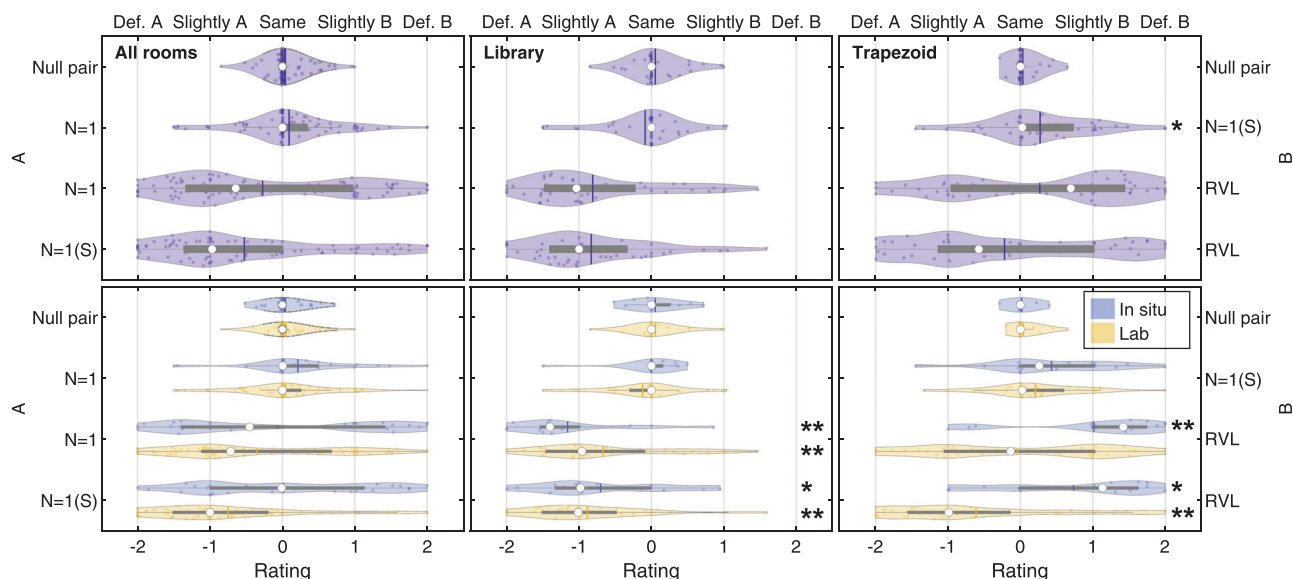 Def. A Slightly A Same Slightly B Def. B Def. A Slightly A Same Slightly B Def. B Def. A Slightly A Same Slightly B Def. B
All rooms Library Trapezoid
Null pair Null pair
N=1 * N=1(S)
A B
N=1 RVL
N=1(S) RVL
In situ
Null pair Null pair
Lab
N=1 N=1(S)
A B
N=1 ** ** RVL
**
N=1(S) * * RVL
** **
-2 -1 0 1 2 -2 -1 0 1 2 -2 -1 0 1 2
Rating Rating Rating